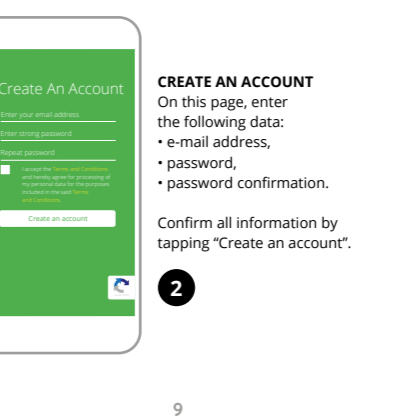 Create An Account
Enter your email address
Enter strong password
Repeat password
I accept the Terms and Conditions
and hereby agree for processing of
my personal data for the purposes
included in the said Terms
and Conditions.
Create an account
CREATE AN ACCOUNT
On this page, enter
the following data:
• e-mail address,
• password,
• password confirmation.
Confirm all information by
tapping “Create an account”.
2
9